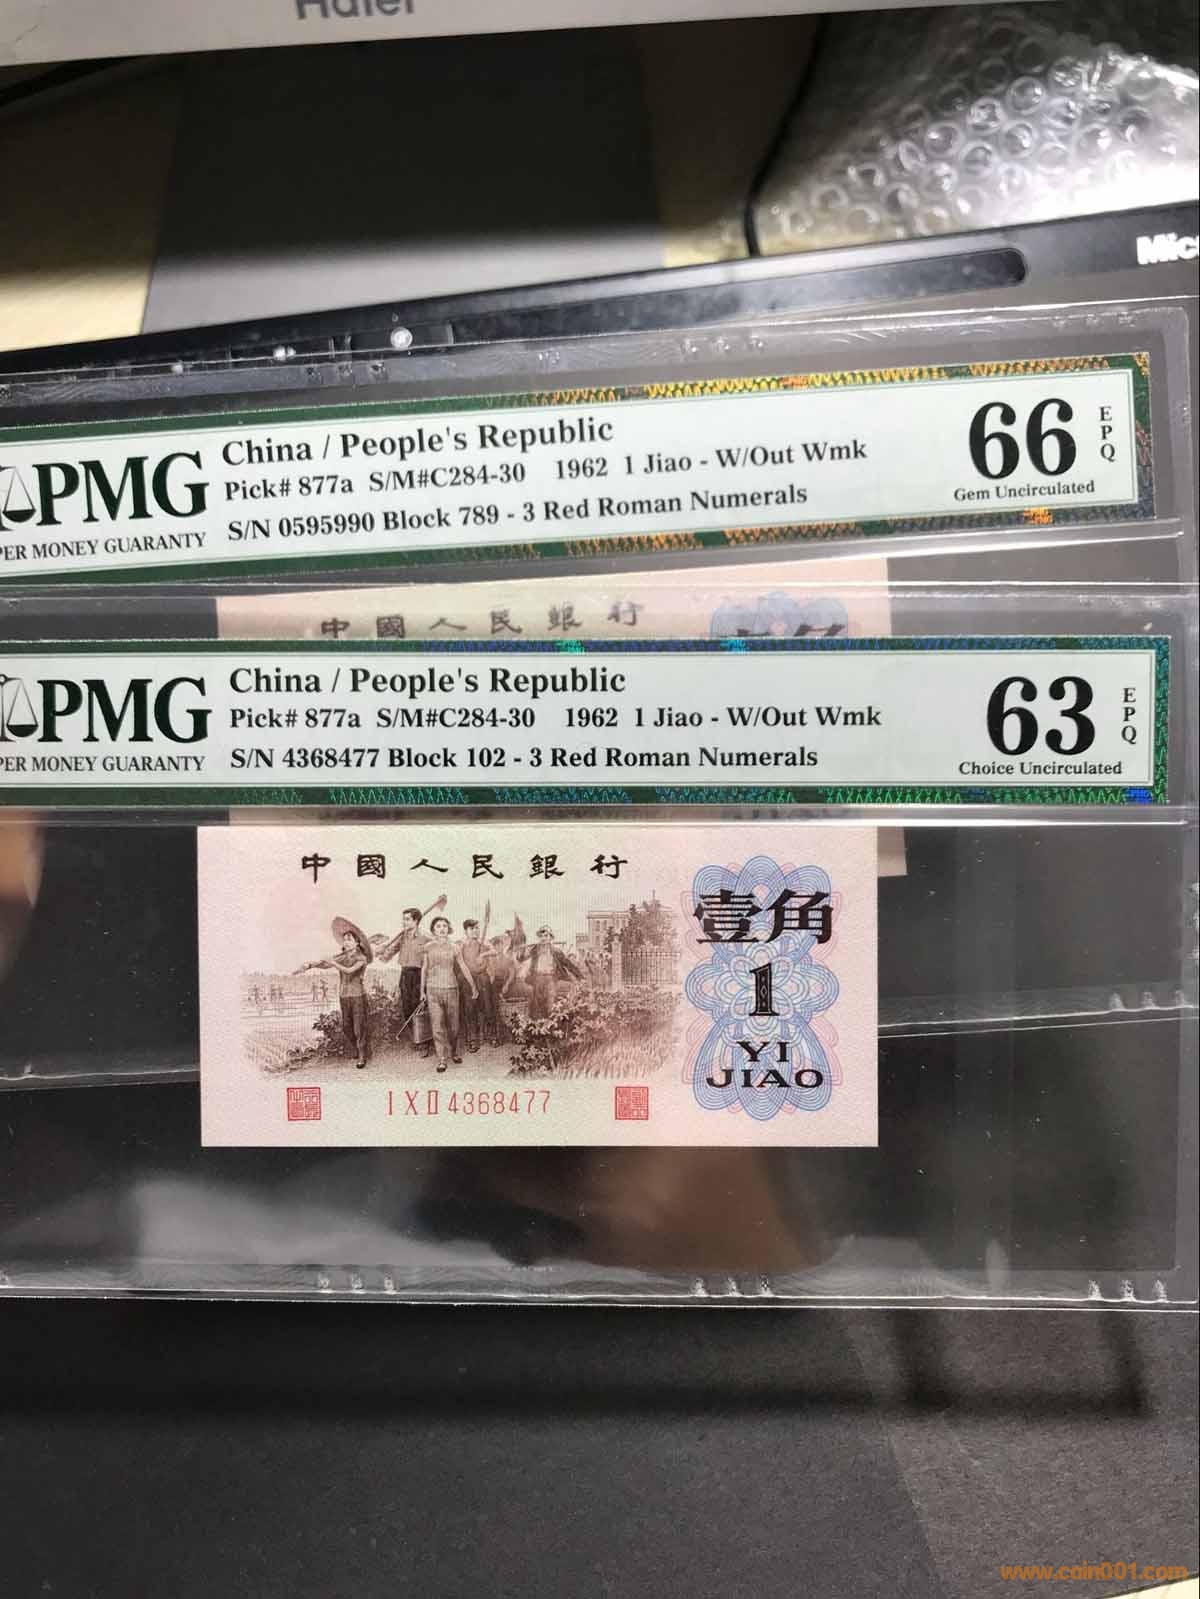 Haier
Mic
PMG
PER MONEY GUARANTY
China / People's Republic
Pick# 877a S/M#C284-30 1962 1 Jiao - W/Out Wmk
S/N 0595990 Block 789 - 3 Red Roman Numerals
66
EPQ
Gem Uncirculated
中國人民銀行
PMG
PER MONEY GUARANTY
China / People's Republic
Pick# 877a S/M#C284-30 1962 1 Jiao - W/Out Wmk
S/N 4368477 Block 102 - 3 Red Roman Numerals
63
EPQ
Choice Uncirculated
中國人民銀行
壹角
1
YI
JIAO
I X II 4368477
www.cain001.com